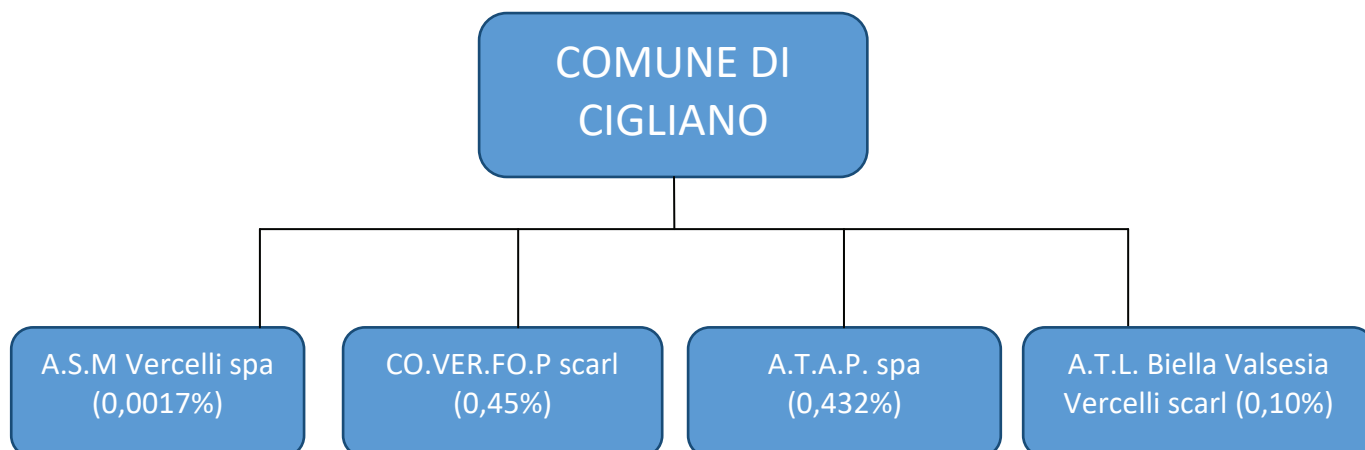 COMUNE DI
CIGLIANO
A.S.M Vercelli spa
(0,0017%)
CO.VER.FO.P scarl
(0,45%)
A.T.A.P. spa
(0,432%)
A.T.L. Biella Valsesia
Vercelli scarl (0,10%)